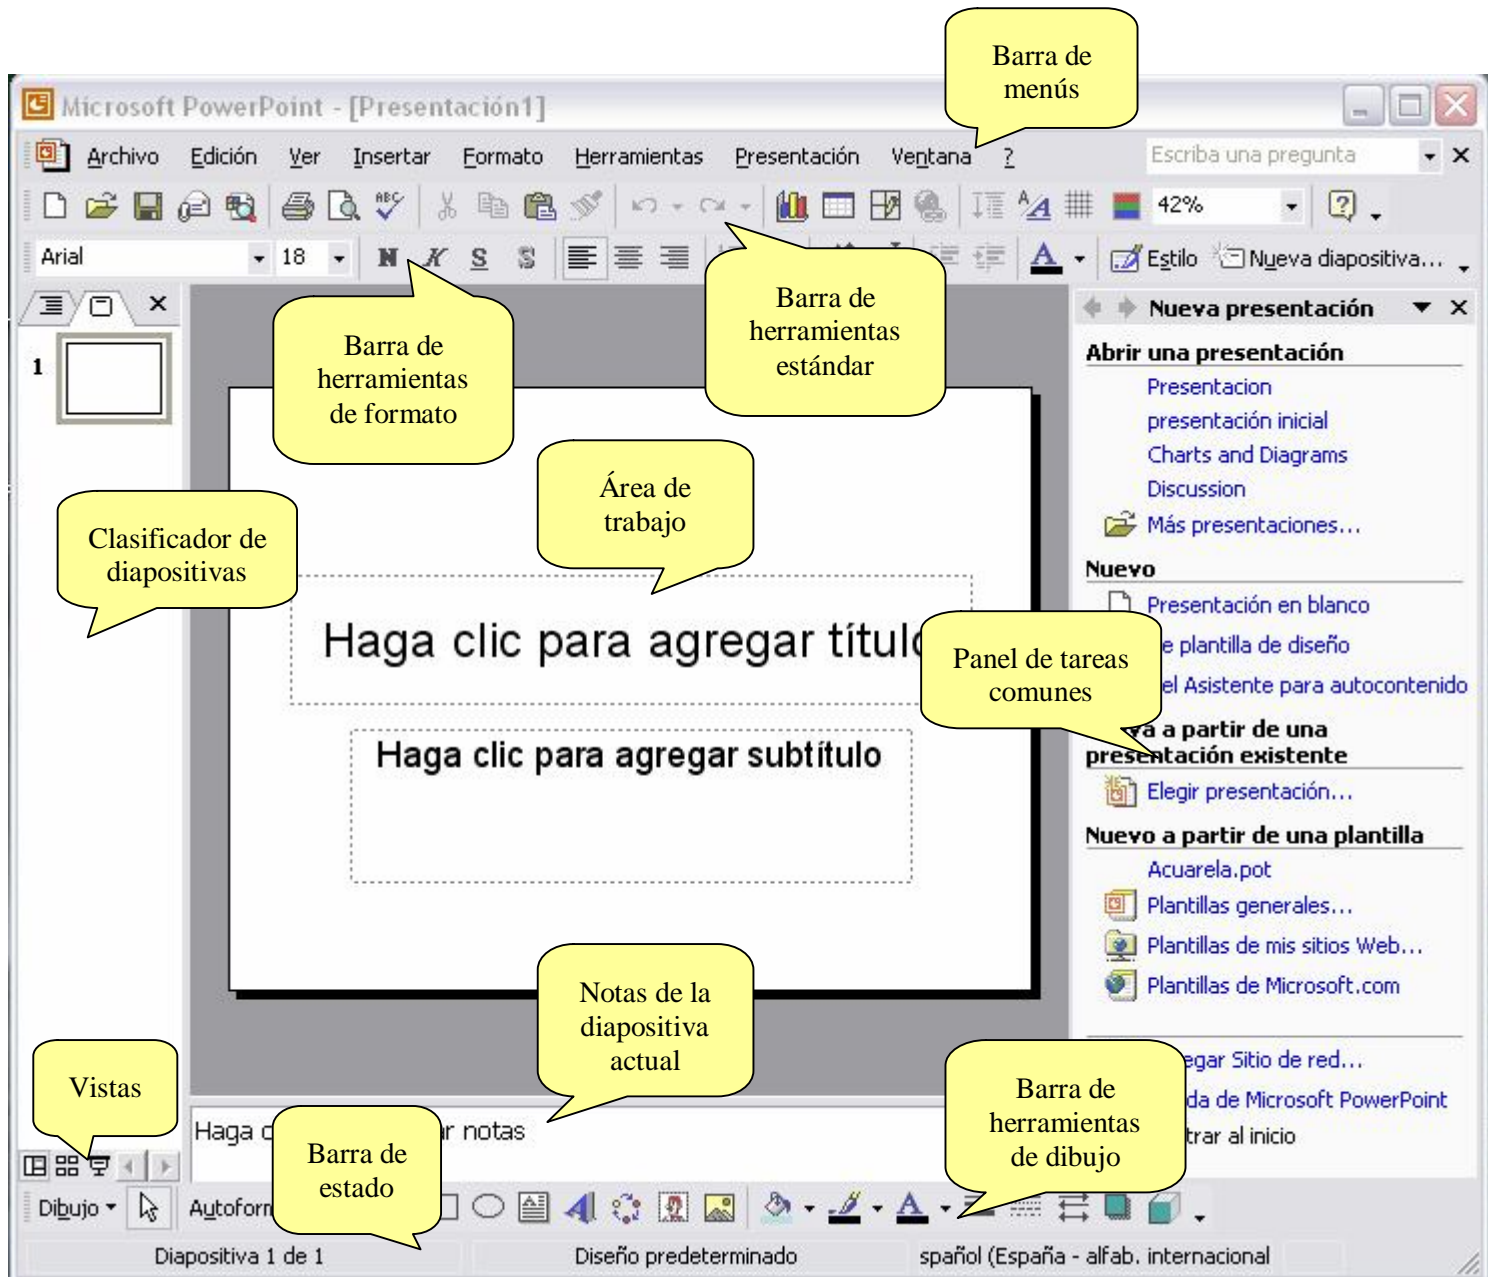 Barra de
menús
Microsoft PowerPoint - [Presentación1]
Archivo Edición Ver Insertar Formato Herramientas Presentación Ventana ? Escriba una pregunta
ABC 42% ?
Arial 18 N K S S A Estilo Nueva diapositiva...
Barra de
herramientas
de formato
Barra de
herramientas
estándar
1
Nueva presentación
Abrir una presentación
Presentacion
presentación inicial
Charts and Diagrams
Discussion
Más presentaciones...
Nuevo
Presentación en blanco
e plantilla de diseño
el Asistente para autocontenido
a a partir de una
presentación existente
Elegir presentación...
Nuevo a partir de una plantilla
Acuarela.pot
Plantillas generales...
Plantillas de mis sitios Web...
Plantillas de Microsoft.com
egar Sitio de red...
da de Microsoft PowerPoint
trar al inicio
Clasificador de
diapositivas
Área de
trabajo
Haga clic para agregar título
Panel de tareas
comunes
Haga clic para agregar subtítulo
Notas de la
diapositiva
actual
Vistas
Haga c r notas
Barra de
estado
Barra de
herramientas
de dibujo
Dibujo Autoform A A
Diapositiva 1 de 1 Diseño predeterminado spañol (España - alfab. internacional